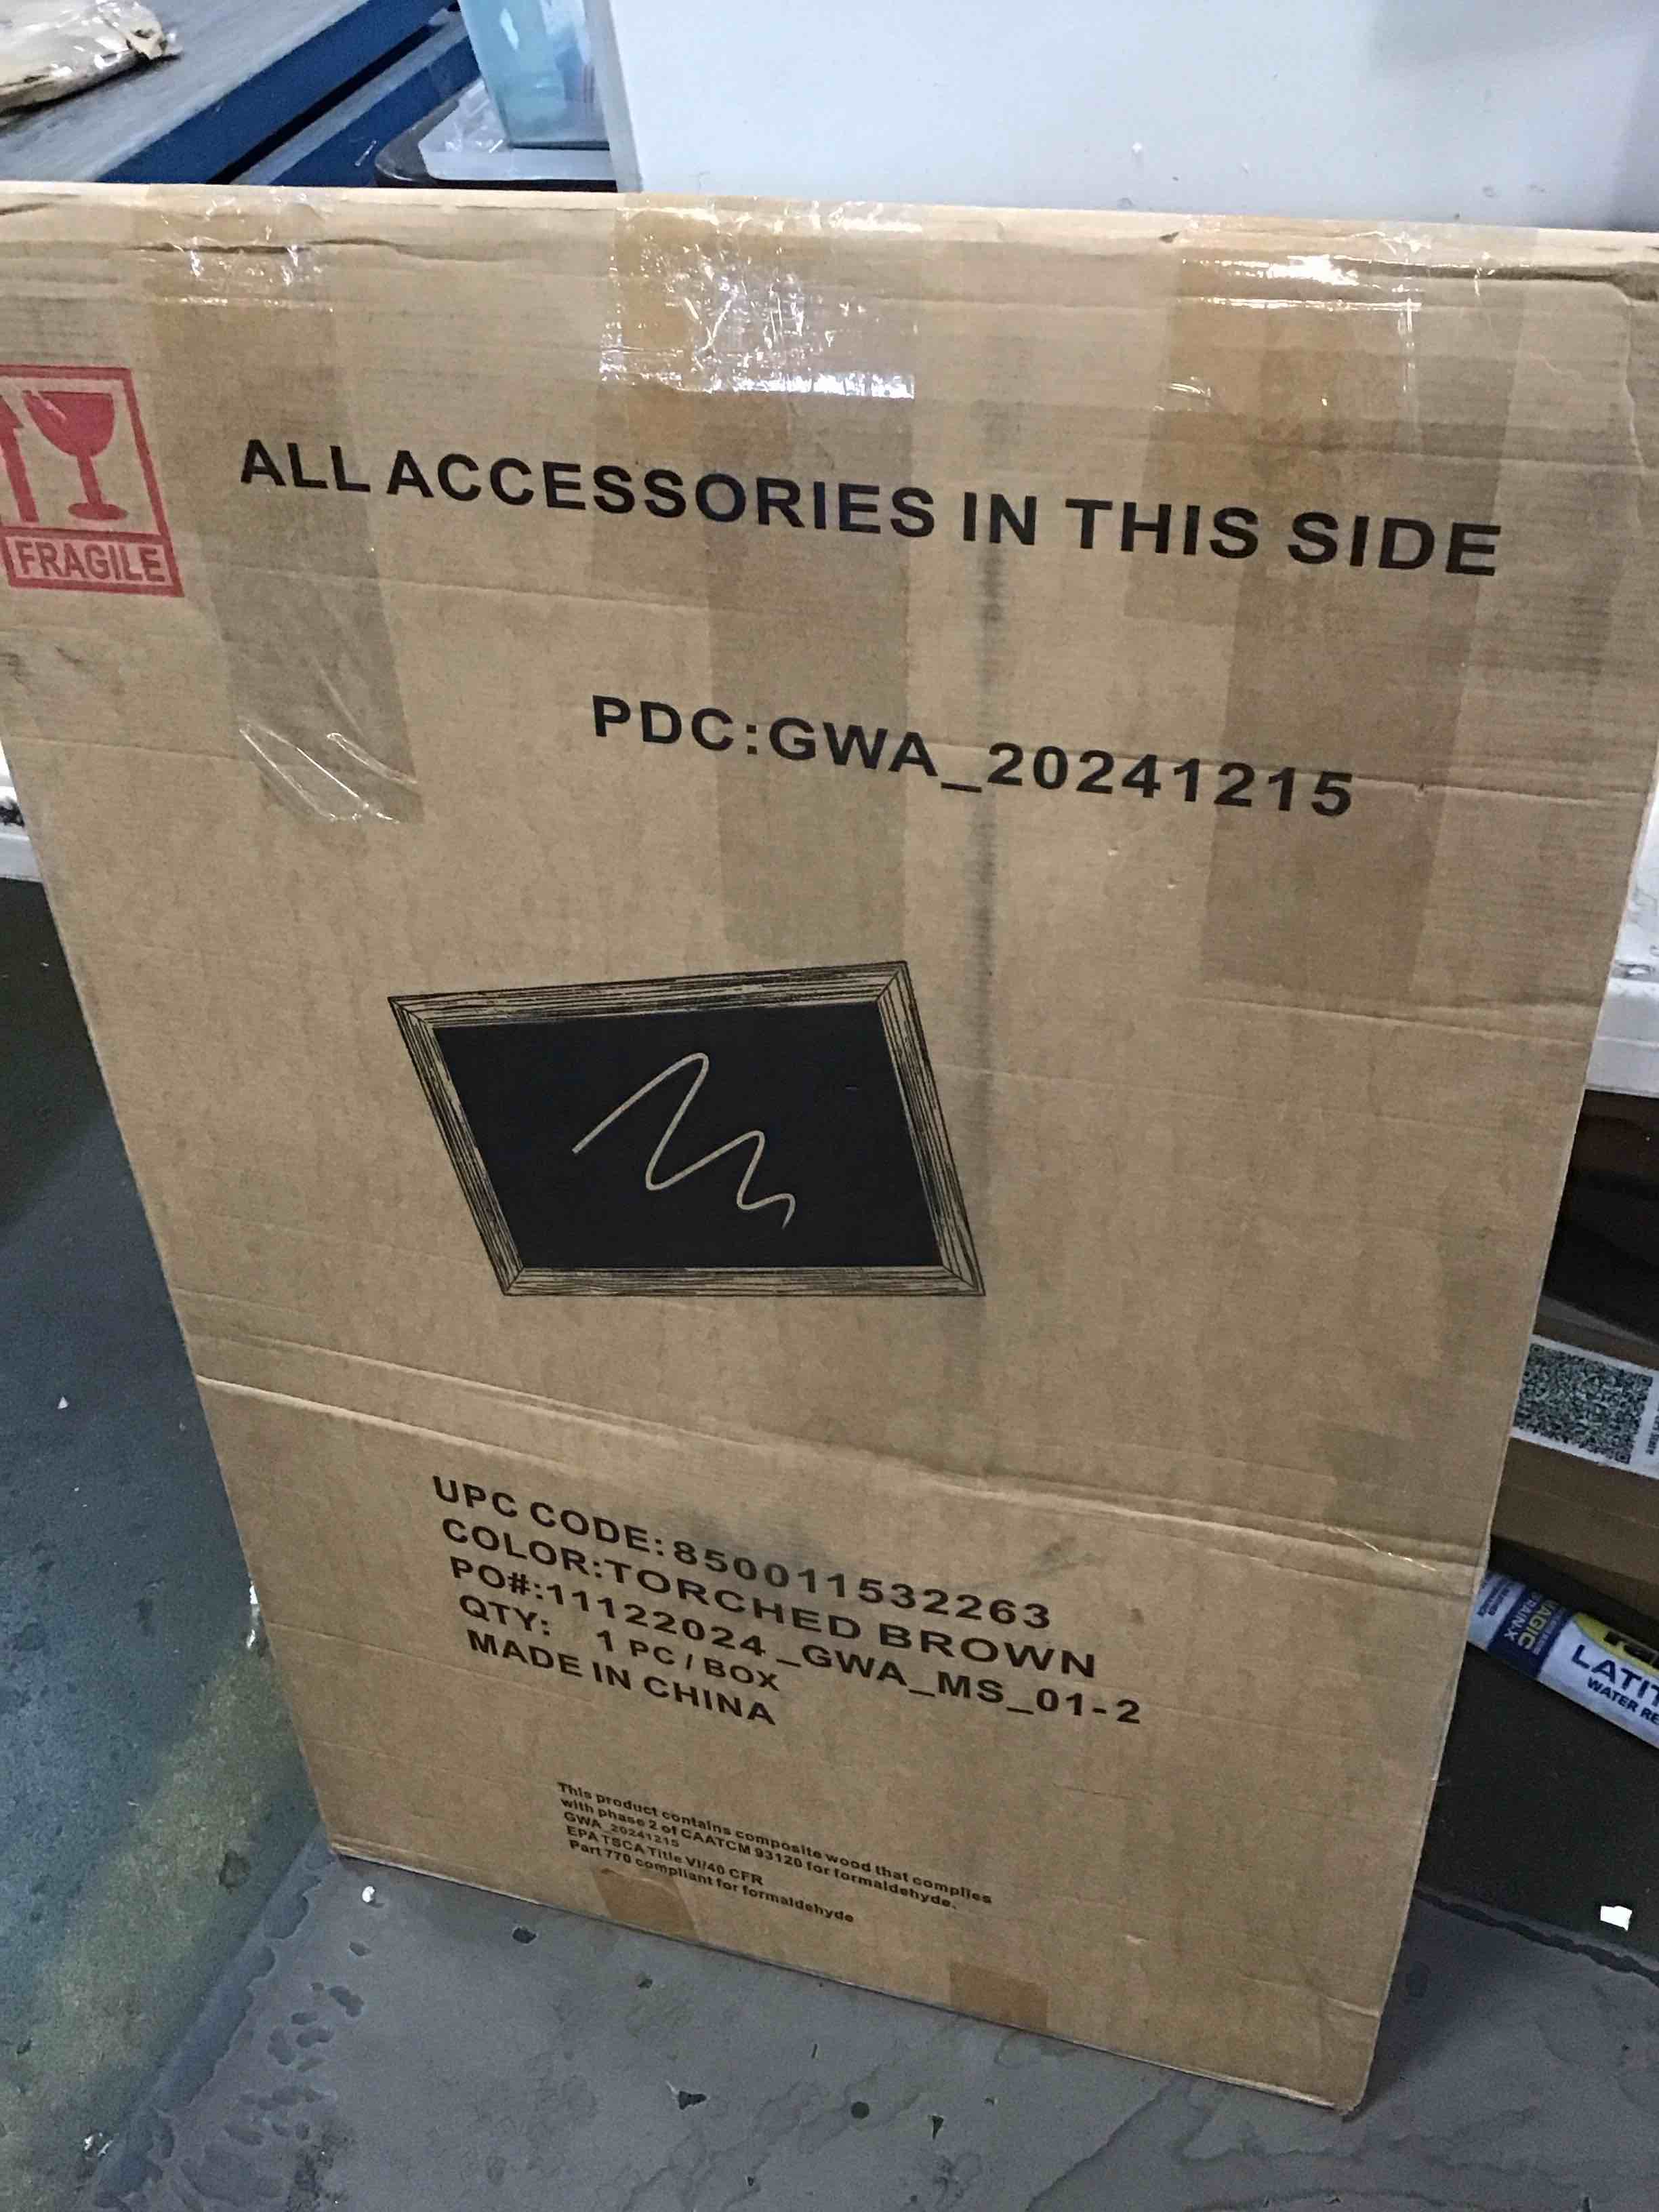 FRAGILE
ALL ACCESSORIES IN THIS SIDE
PDC:GWA_20241215
UPC CODE:850011532263
COLOR:TORCHED BROWN
PO#:11122024_GWA_MS_01-2
QTY: 1 PC / BOX
MADE IN CHINA
This product contains composite wood that complies
with phase 2 of CAATCM 93120 for formaldehyde.
GWA_20241215
EPA TSCA Title VI/40 CFR
Part 770 compliant for formaldehyde
WATER RE